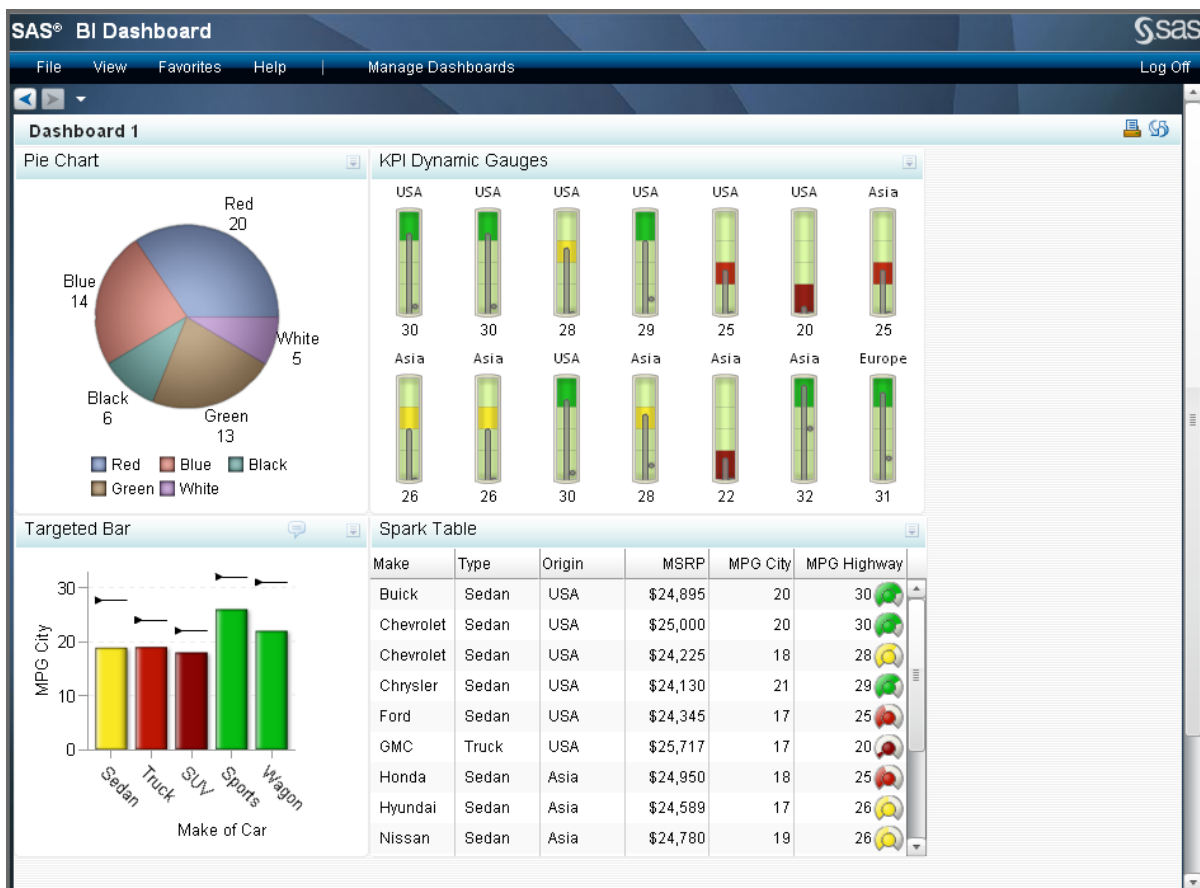 SAS® BI Dashboard
sas
File View Favorites Help | Manage Dashboards Log Off
Dashboard 1
Pie Chart
Red
20
Blue
14
White
5
Black
6
Green
13
Red Blue Black
Green White
KPI Dynamic Gauges
USA USA USA USA USA USA Asia
30 30 28 29 25 20 25
Asia Asia USA Asia Asia Asia Europe
26 26 30 28 22 32 31
Targeted Bar
MPG City
30
20
10
0
Sedan Truck SUV Sports Wagon
Make of Car
Spark Table
Make Type Origin MSRP MPG City MPG Highway
Buick Sedan USA $24,895 20 30
Chevrolet Sedan USA $25,000 20 30
Chevrolet Sedan USA $24,225 18 28
Chrysler Sedan USA $24,130 21 29
Ford Sedan USA $24,345 17 25
GMC Truck USA $25,717 17 20
Honda Sedan Asia $24,950 18 25
Hyundai Sedan Asia $24,589 17 26
Nissan Sedan Asia $24,780 19 26